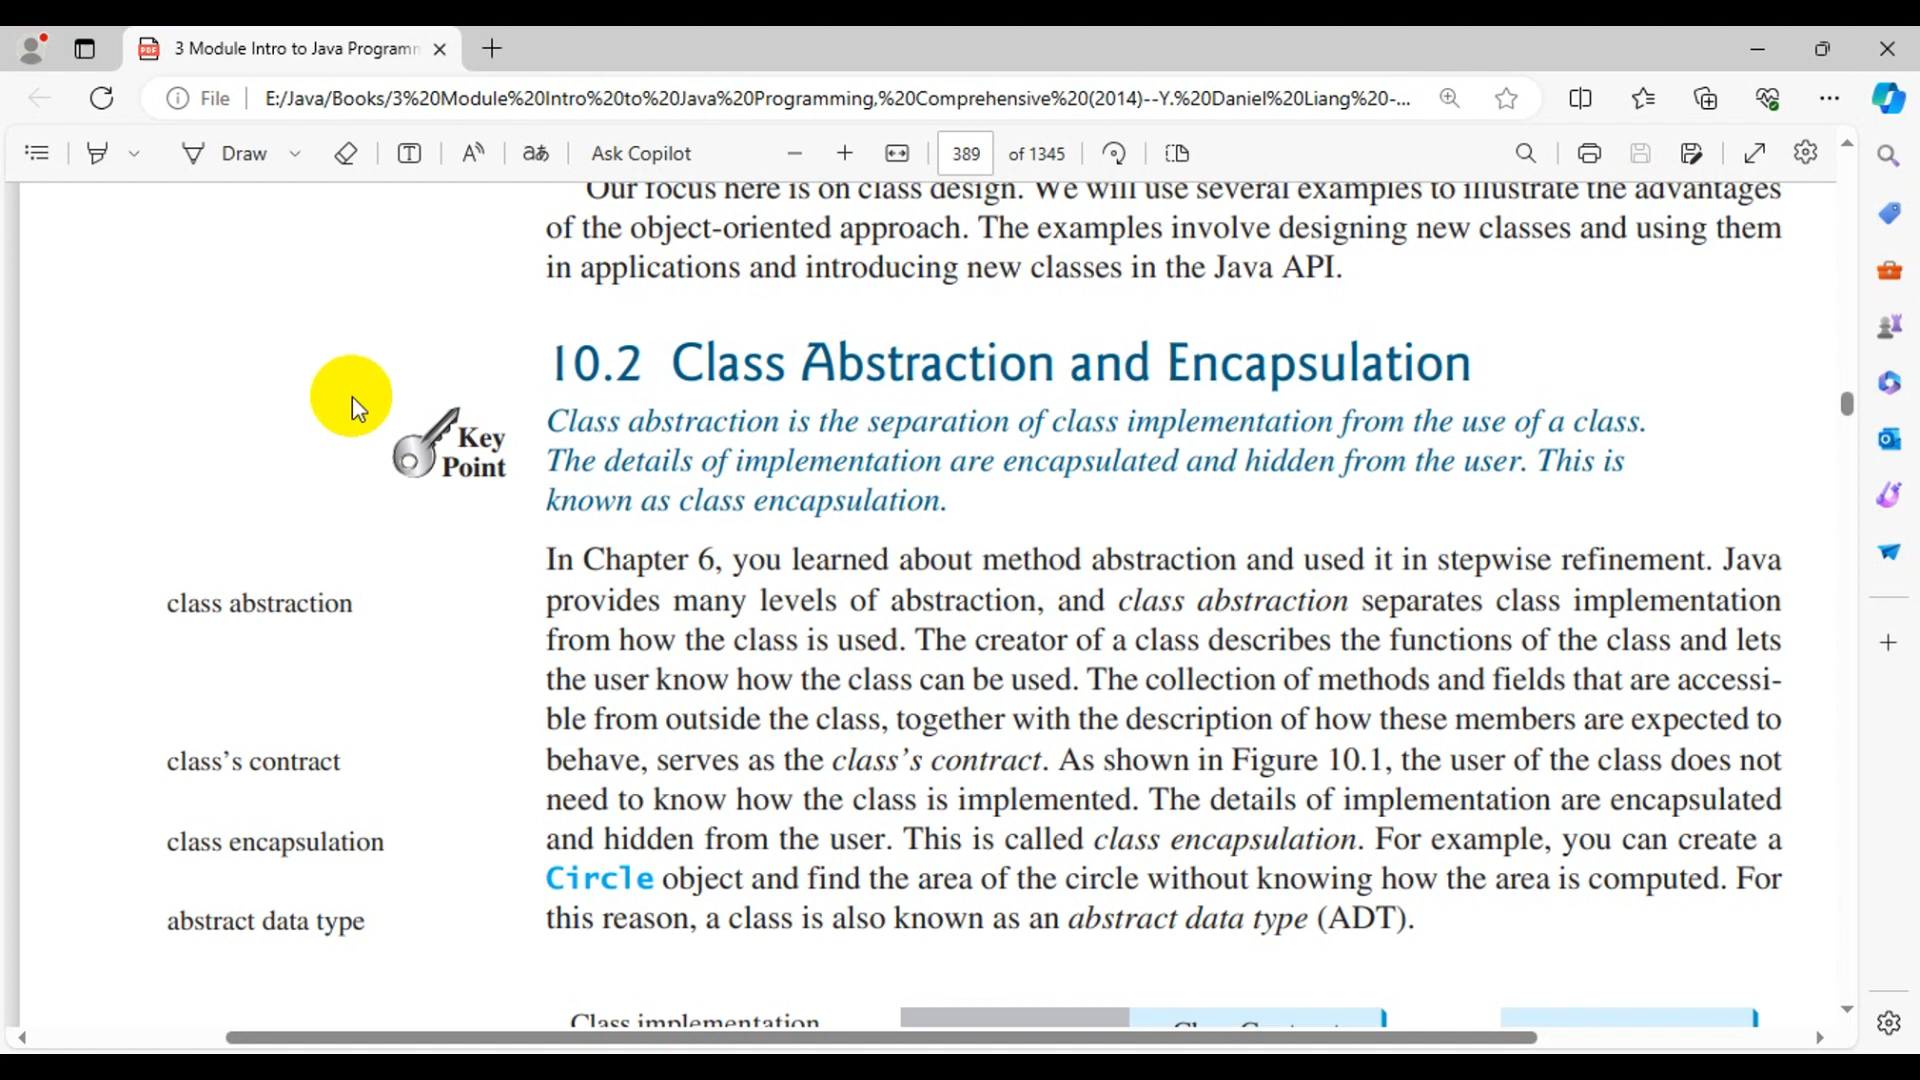 3 Module Intro to Java Programm
File
E:/Java/Books/3%20Module%20Intro%20to%20Java%20Programming,%20Comprehensive%20(2014)--Y.%20Daniel%20Liang%20-...
Draw
Ask Copilot
389 of 1345
Our focus here is on class design. We will use several examples to illustrate the advantages
of the object-oriented approach. The examples involve designing new classes and using them
in applications and introducing new classes in the Java API.
10.2 Class Abstraction and Encapsulation
Key
Point
Class abstraction is the separation of class implementation from the use of a class.
The details of implementation are encapsulated and hidden from the user. This is
known as class encapsulation.
In Chapter 6, you learned about method abstraction and used it in stepwise refinement. Java
class abstraction
provides many levels of abstraction, and class abstraction separates class implementation
from how the class is used. The creator of a class describes the functions of the class and lets
the user know how the class can be used. The collection of methods and fields that are accessi-
ble from outside the class, together with the description of how these members are expected to
class's contract
behave, serves as the class's contract. As shown in Figure 10.1, the user of the class does not
need to know how the class is implemented. The details of implementation are encapsulated
class encapsulation
and hidden from the user. This is called class encapsulation. For example, you can create a
Circle object and find the area of the circle without knowing how the area is computed. For
abstract data type
this reason, a class is also known as an abstract data type (ADT).
Class implementation